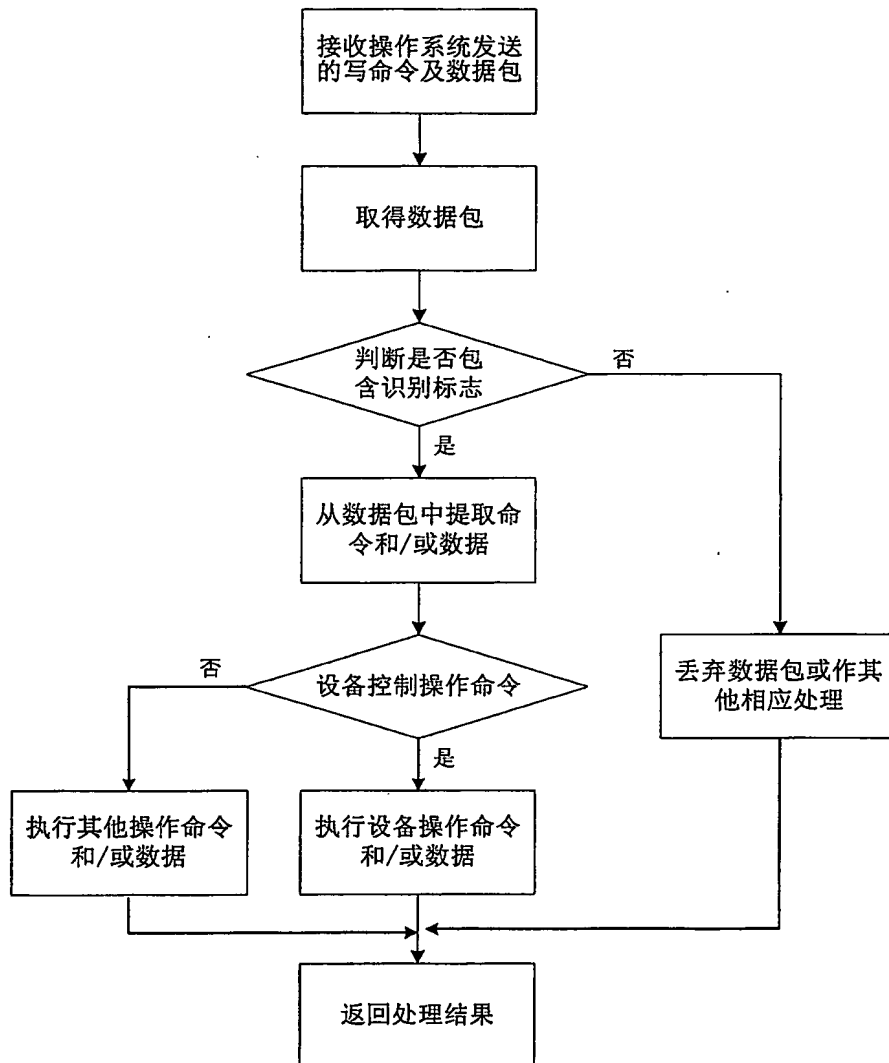 接收操作系统发送
的写命令及数据包
取得数据包
判断是否包
含识别标志
否
是
从数据包中提取命
令和/或数据
否
设备控制操作命令
丢弃数据包或作其
他相应处理
是
执行其他操作命令
和/或数据
执行设备操作命令
和/或数据
返回处理结果